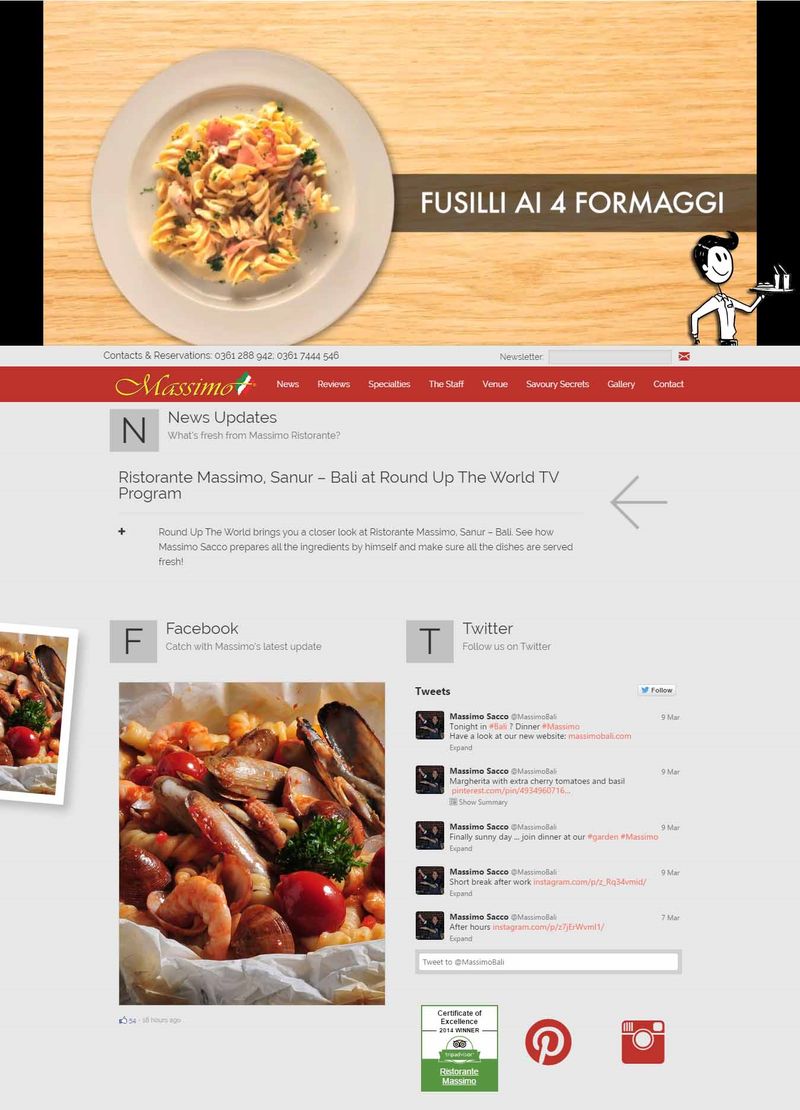 FUSILLI AI 4 FORMAGGI
Contacts & Reservations: 0361 288 942; 0361 7444 546
Newsletter:
Massimo
News Reviews Specialties The Staff Venue Savoury Secrets Gallery Contact
N
News Updates
What's fresh from Massimo Ristorante?
Ristorante Massimo, Sanur – Bali at Round Up The World TV
Program
Round Up The World brings you a closer look at Ristorante Massimo, Sanur – Bali. See how
Massimo Sacco prepares all the ingredients by himself and make sure all the dishes are served
fresh!
F
Facebook
Catch with Massimo's latest update
54 · 16 hours ago
T
Twitter
Follow us on Twitter
Tweets
Follow
Massimo Sacco @MassimoBali 9 Mar
Tonight in #Bali ? Dinner #Massimo
Have a look at our new website: massimobali.com
Expand
Massimo Sacco @MassimoBali 9 Mar
Margherita with extra cherry tomatoes and basil
pinterest.com/pin/4934960716...
Show Summary
Massimo Sacco @MassimoBali 9 Mar
Finally sunny day ... join dinner at our #garden #Massimo
Expand
Massimo Sacco @MassimoBali 9 Mar
Short break after work instagram.com/p/z_Rq34vmid/
Expand
Massimo Sacco @MassimoBali 7 Mar
After hours instagram.com/p/z7jErWvml1/
Expand
Tweet to @MassimoBali
Certificate of
Excellence
2014 WINNER
tripadvisor
Ristorante
Massimo